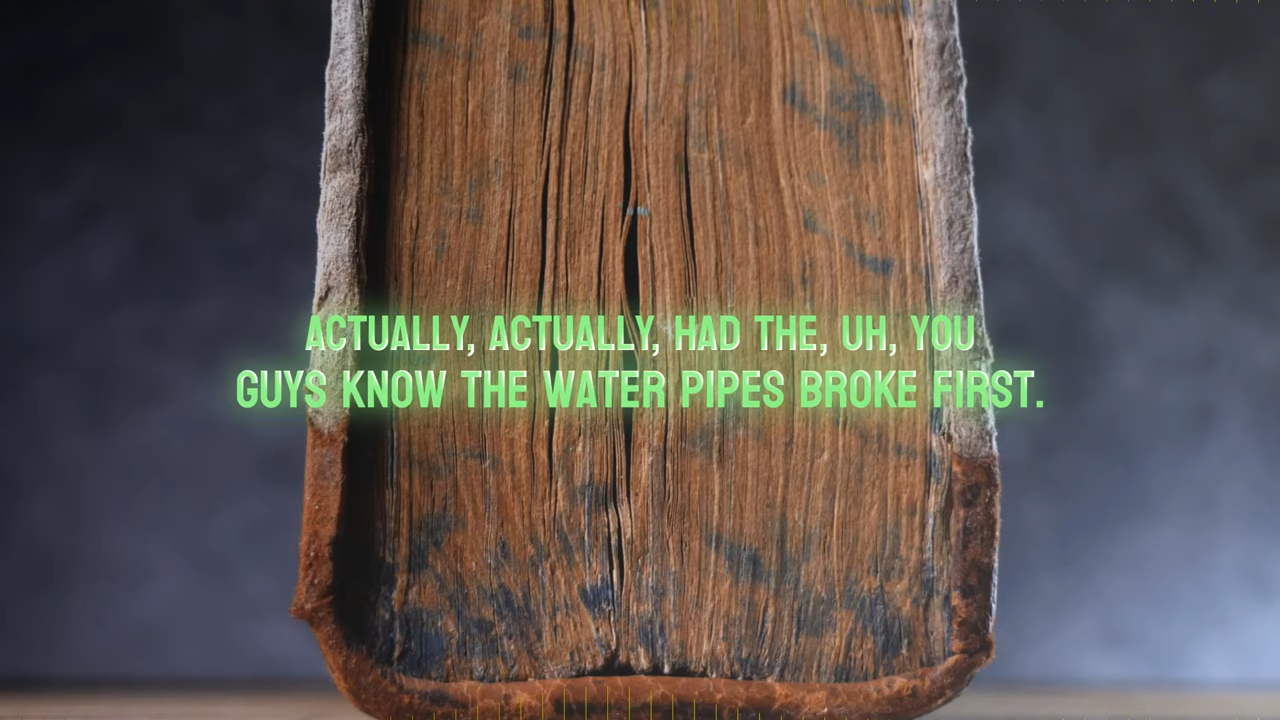 ACTUALLY, ACTUALLY, HAD THE, UH, YOU
GUYS KNOW THE WATER PIPES BROKE FIRST.